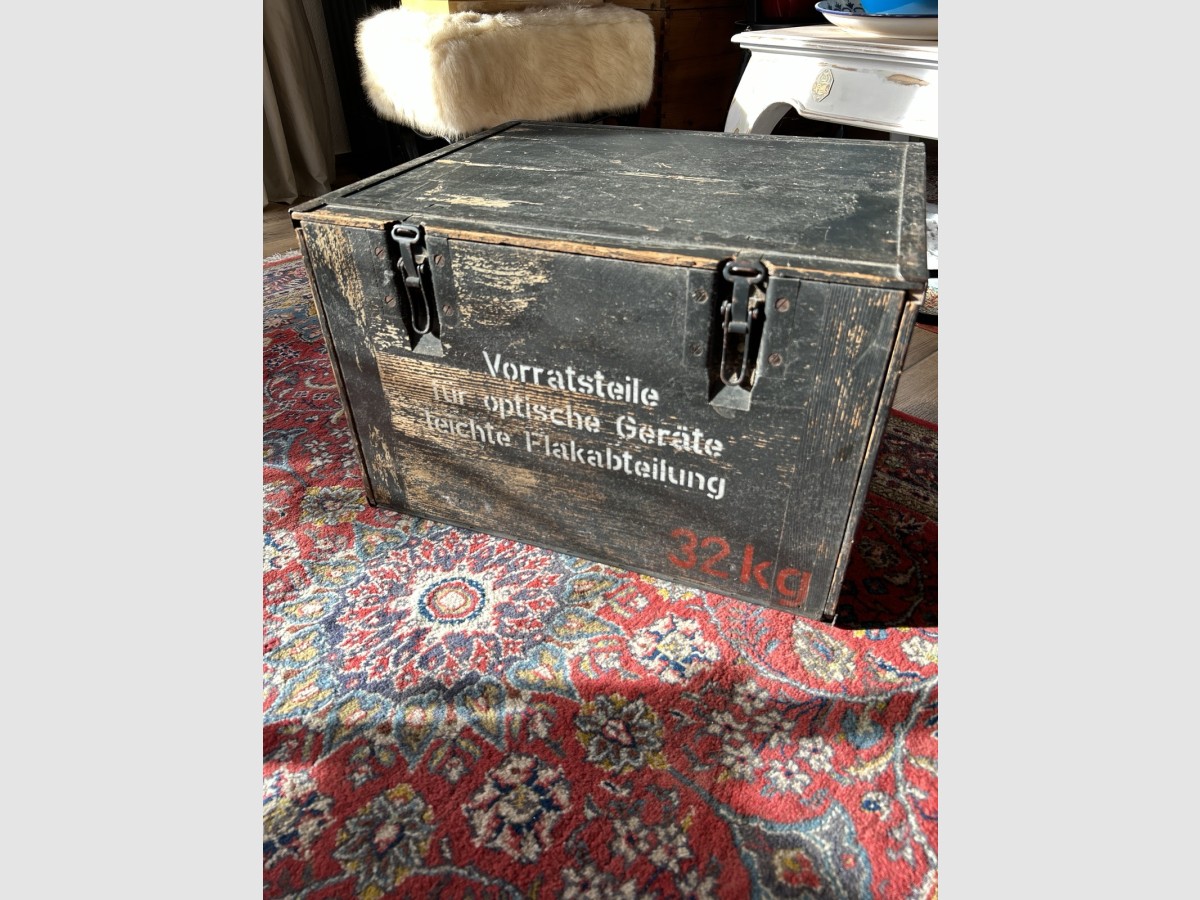 Vorratsteile
für optische Geräte
leichte Flakabteilung
32 kg